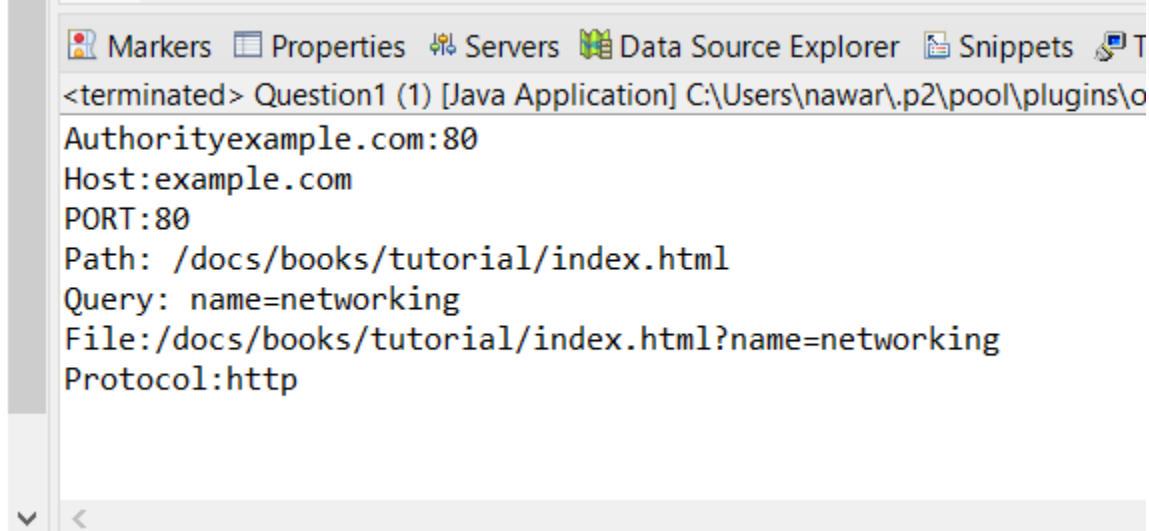 Markers Properties Servers Data Source Explorer Snippets
<terminated> Question1 (1) [Java Application] C:\Users\nawar\.p2\pool\plugins\o
Authorityexample.com:80
Host:example.com
PORT:80
Path: /docs/books/tutorial/index.html
Query: name=networking
File:/docs/books/tutorial/index.html?name=networking
Protocol:http